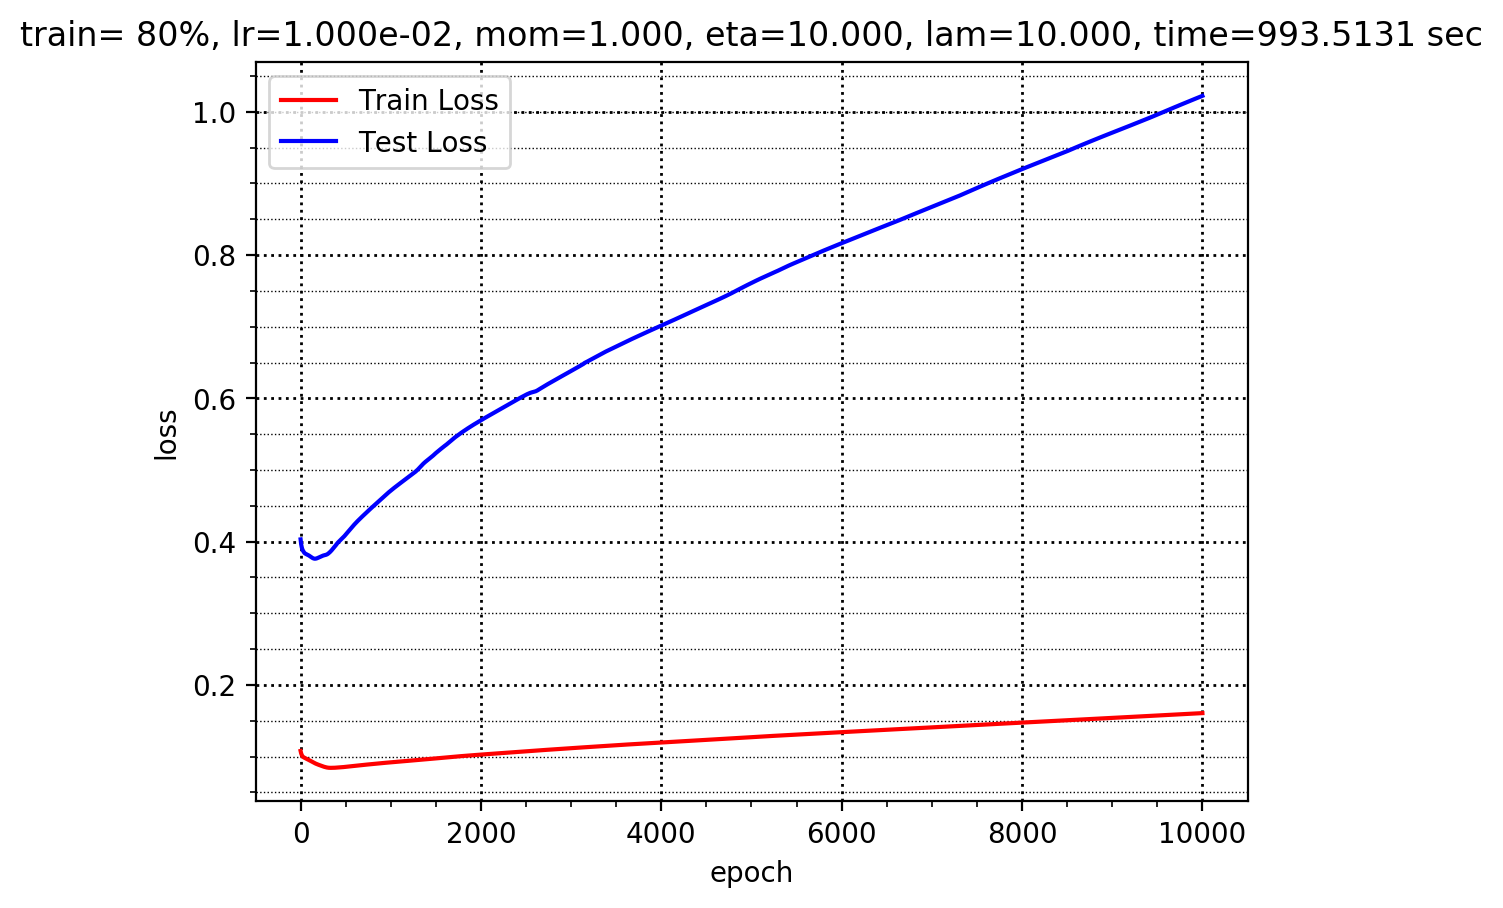 train= 80%, lr=1.000e-02, mom=1.000, eta=10.000, lam=10.000, time=993.5131 sec
Train Loss
Test Loss
1.0
0.8
0.6
0.4
0.2
loss
0 2000 4000 6000 8000 10000
epoch